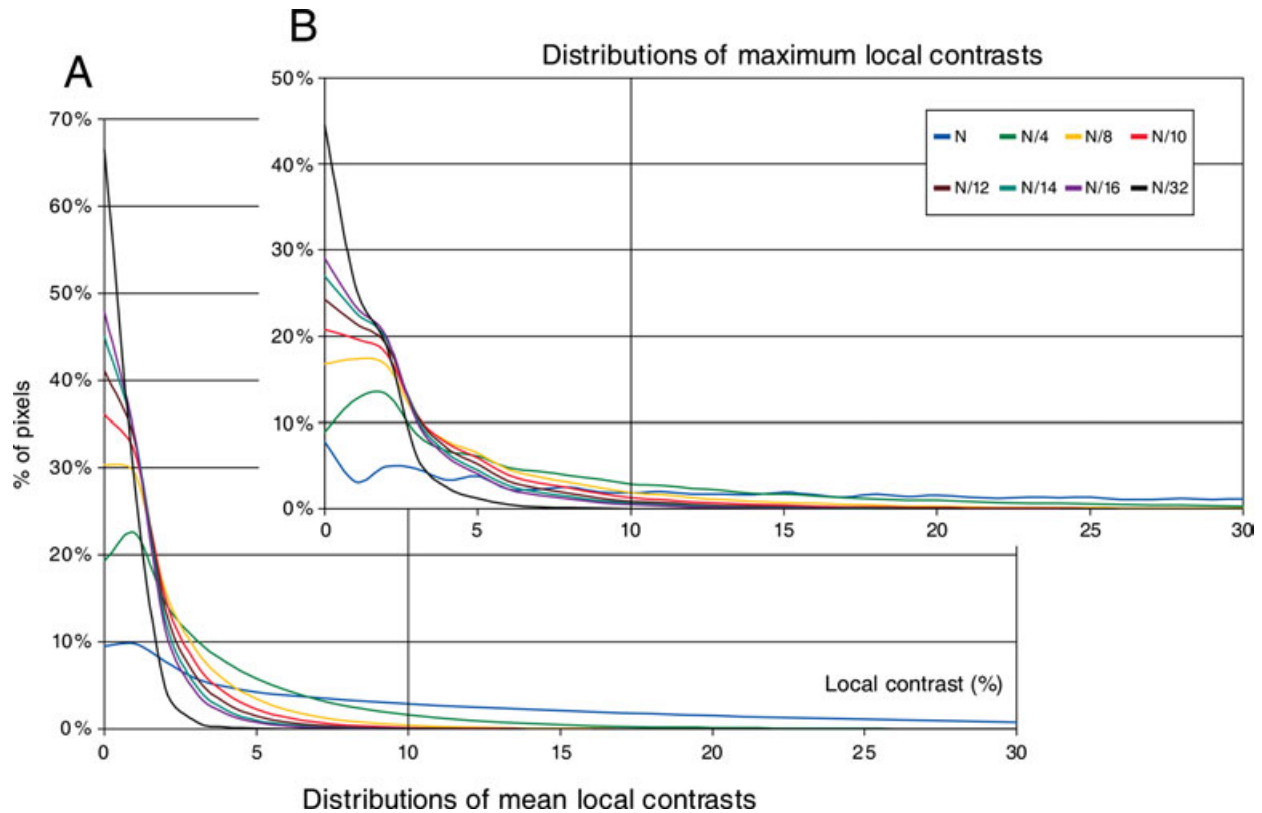 B
Distributions of maximum local contrasts
A
50%
40%
30%
20%
10%
0%
N N/4 N/8 N/10
N/12 N/14 N/16 N/32
0 5 10 15 20 25 30
70%
60%
50%
40%
30%
20%
10%
0%
% of pixels
Local contrast (%)
0 5 10 15 20 25 30
Distributions of mean local contrasts